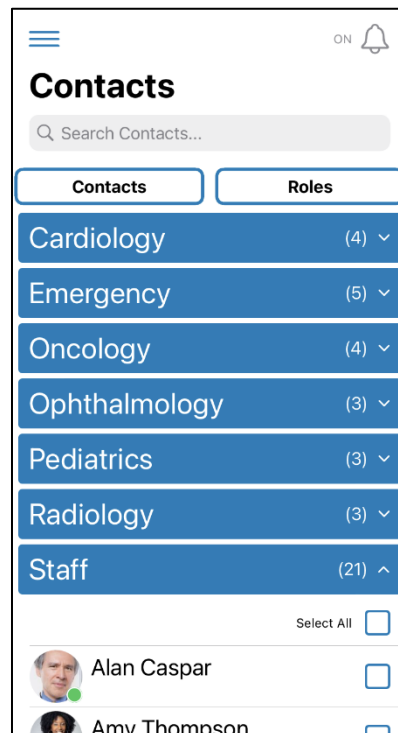 ON
Contacts
Search Contacts...
Contacts Roles
Cardiology (4)
Emergency (5)
Oncology (4)
Ophthalmology (3)
Pediatrics (3)
Radiology (3)
Staff (21)
Select All
Alan Caspar
Amy Thompson